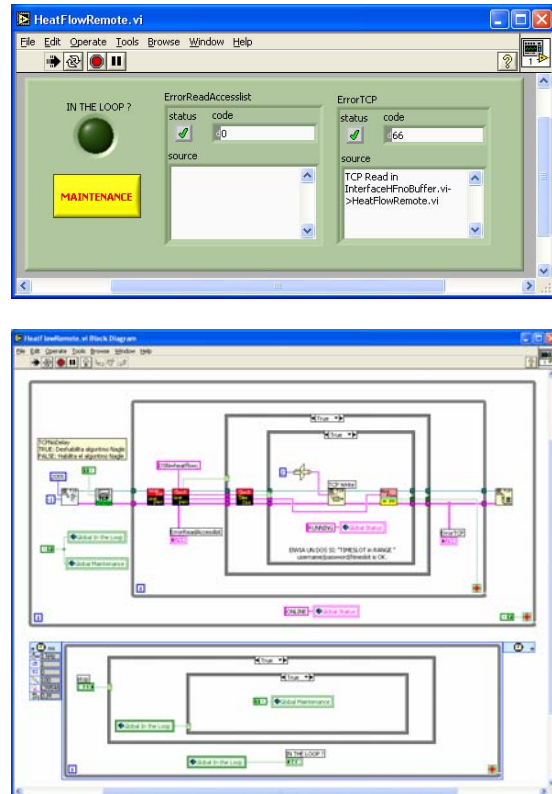 HeatFlowRemote.vi
File Edit Operate Tools Browse Window Help
IN THE LOOP ?
MAINTENANCE
ErrorReadAccesslist
status code
0
source
ErrorTCP
status code
66
source
TCP Read in
InterfaceHFnoBuffer.vi-
>HeatFlowRemote.vi
HeatFlowRemote.vi Block Diagram
File Edit Operate Tools Browse Window Help
TCPNoDelay
TRUE: Deshabilita algoritmo Nagle
FALSE: Habilita el algoritmo Nagle
True
True
TCP Write
RUNNING
Global Status
ErrorReadAccesslist
ErrorTCP
Global In the Loop
Global Maintenance
ENVIA UN DOS SI: "TIMESLOT in RANGE "
username/password/timeslot is OK.
ONLINE
Global Status
True
True
Stop
Global Maintenance
Global In the Loop
Global In the Loop
IN THE LOOP ?